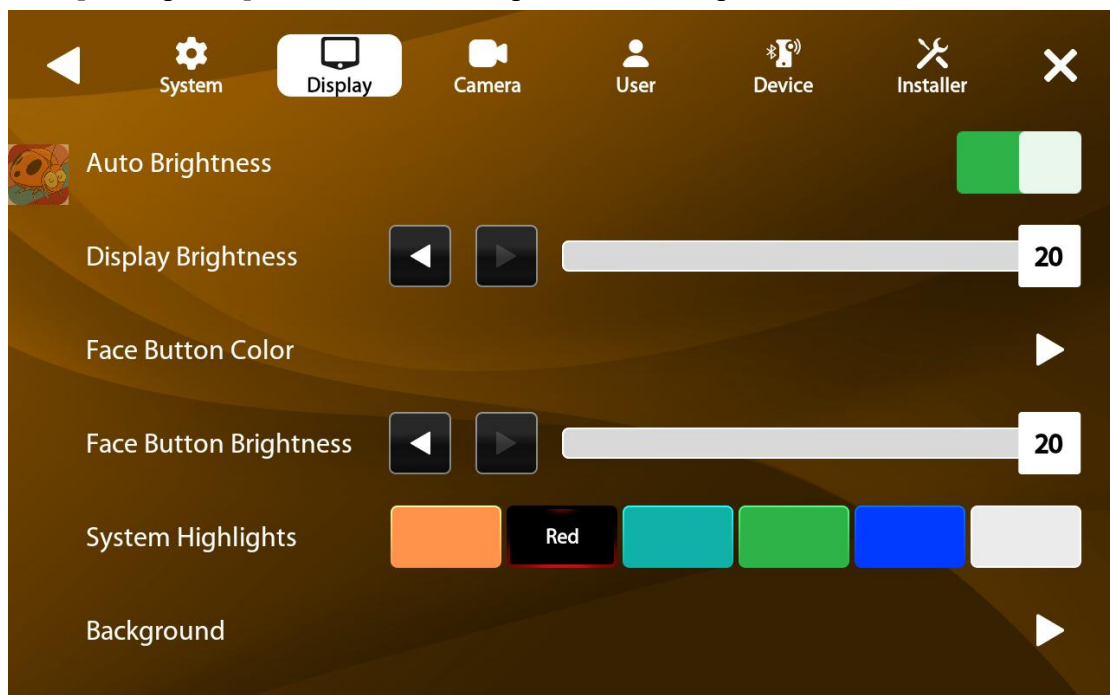 System Display Camera User Device Installer
Auto Brightness
Display Brightness 20
Face Button Color
Face Button Brightness 20
System Highlights Red
Background